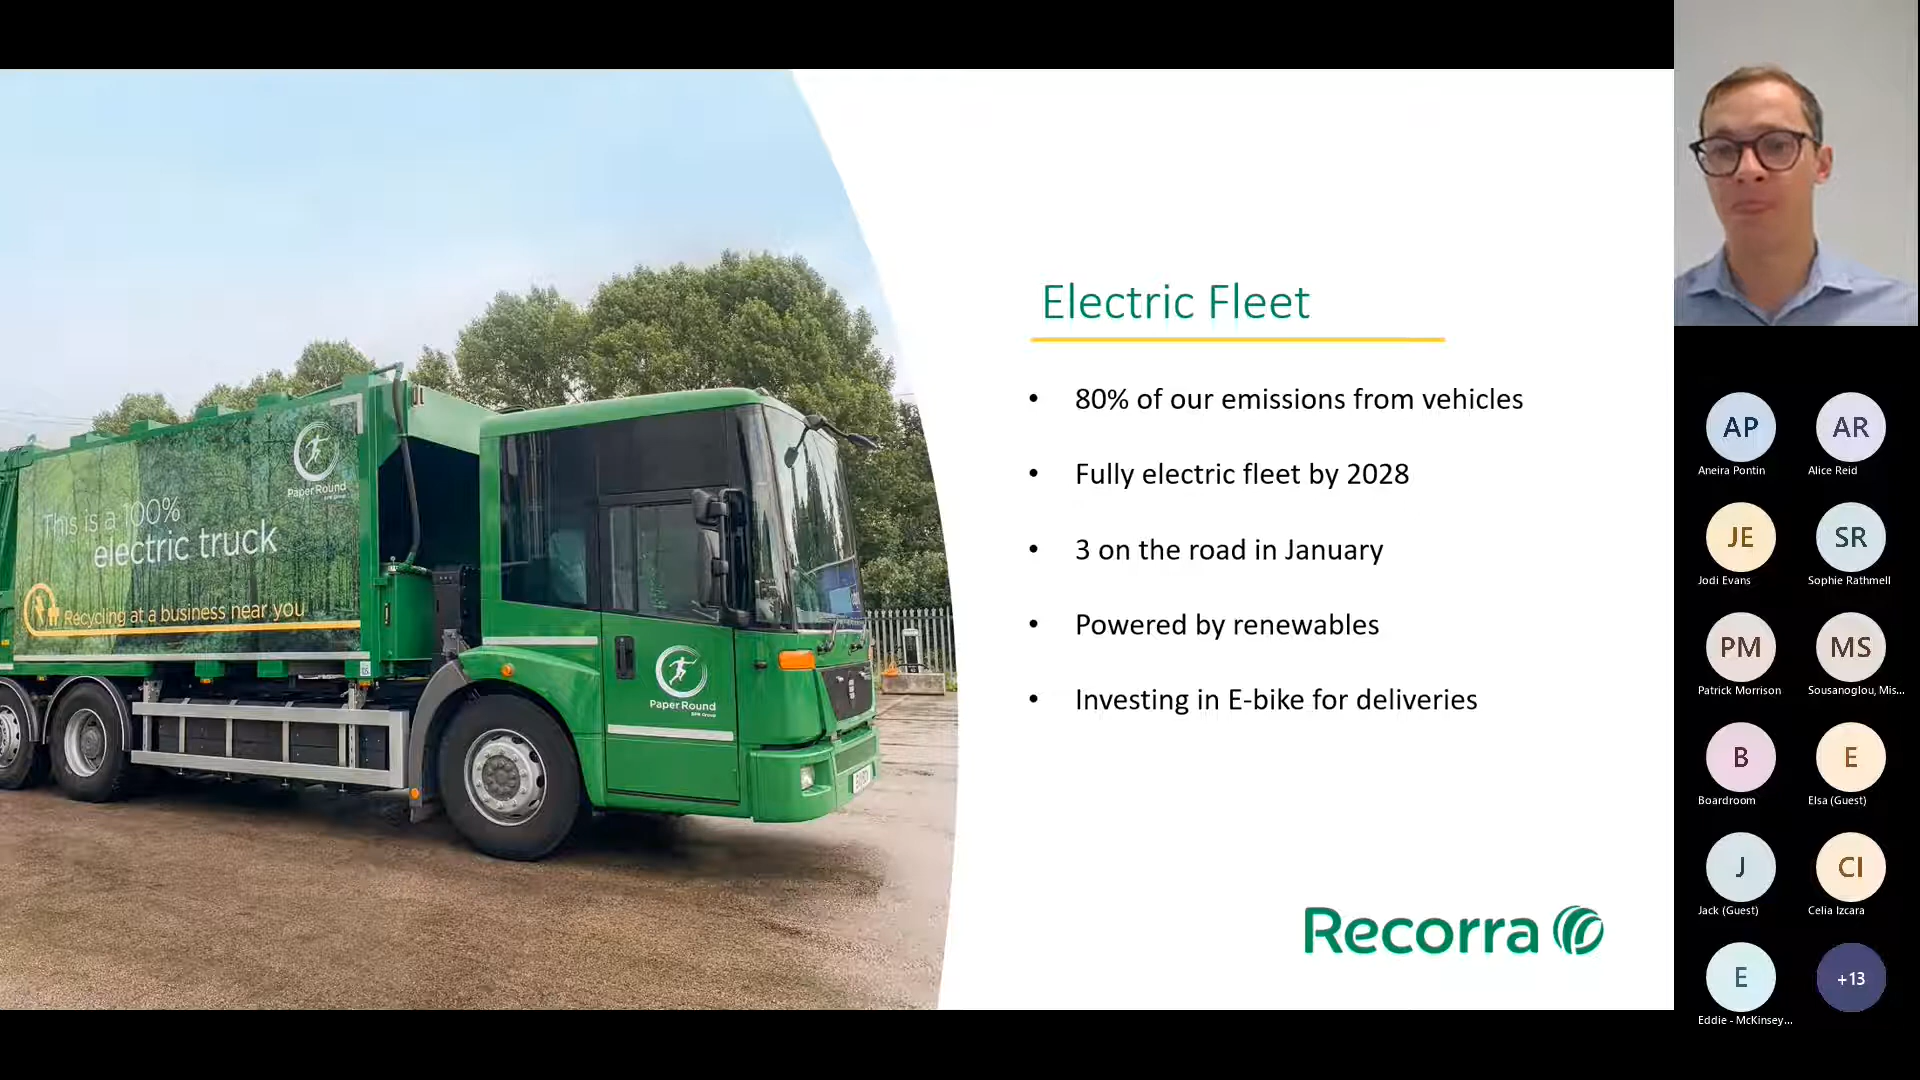 This is a 100%
electric truck
Recycling at a business near you
Paper Round
Paper Round
Electric Fleet
• 80% of our emissions from vehicles
• Fully electric fleet by 2028
• 3 on the road in January
• Powered by renewables
• Investing in E-bike for deliveries
Recorra
AP
Aneira Pontin
AR
Alice Reid
JE
Jodi Evans
SR
Sophie Rathmell
PM
Patrick Morrison
MS
Sousanoglou, Mis...
B
Boardroom
E
Elsa (Guest)
J
Jack (Guest)
CI
Celia Izcara
E
Eddie - McKinsey...
+13